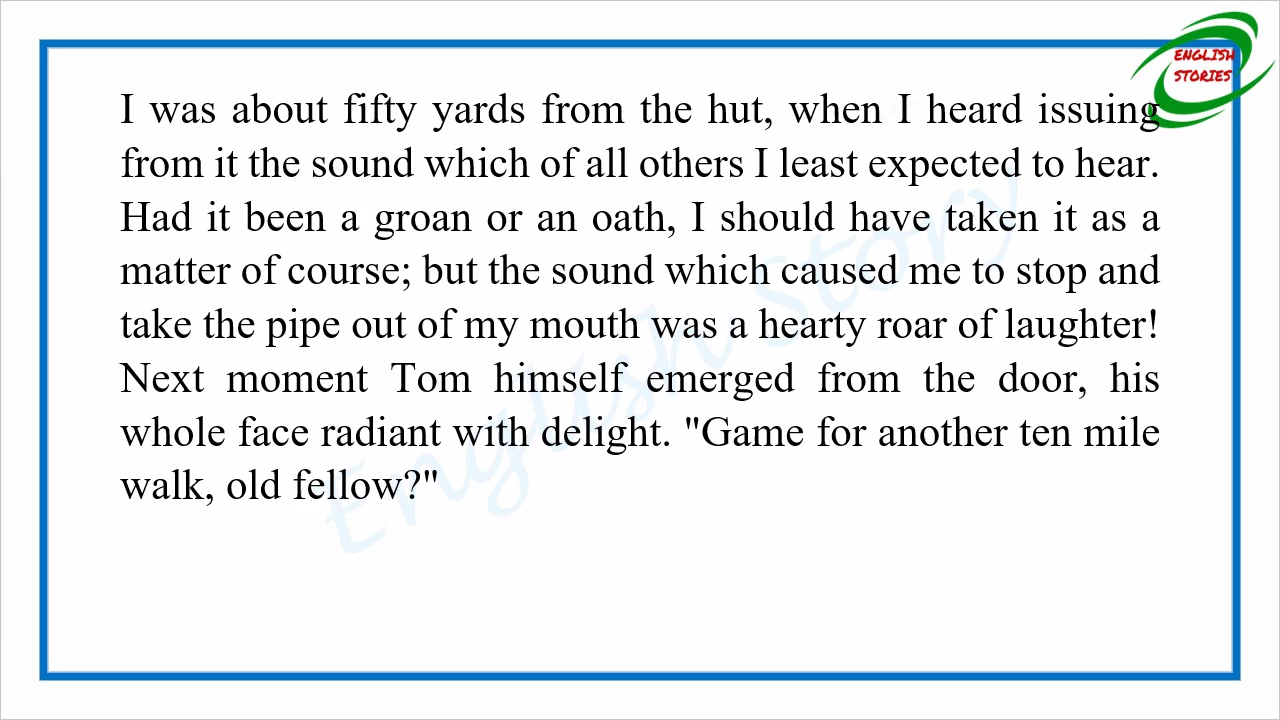 ENGLISH
STORIES
I was about fifty yards from the hut, when I heard issuing
from it the sound which of all others I least expected to hear.
Had it been a groan or an oath, I should have taken it as a
matter of course; but the sound which caused me to stop and
take the pipe out of my mouth was a hearty roar of laughter!
Next moment Tom himself emerged from the door, his
whole face radiant with delight. "Game for another ten mile
walk, old fellow?"
English Story